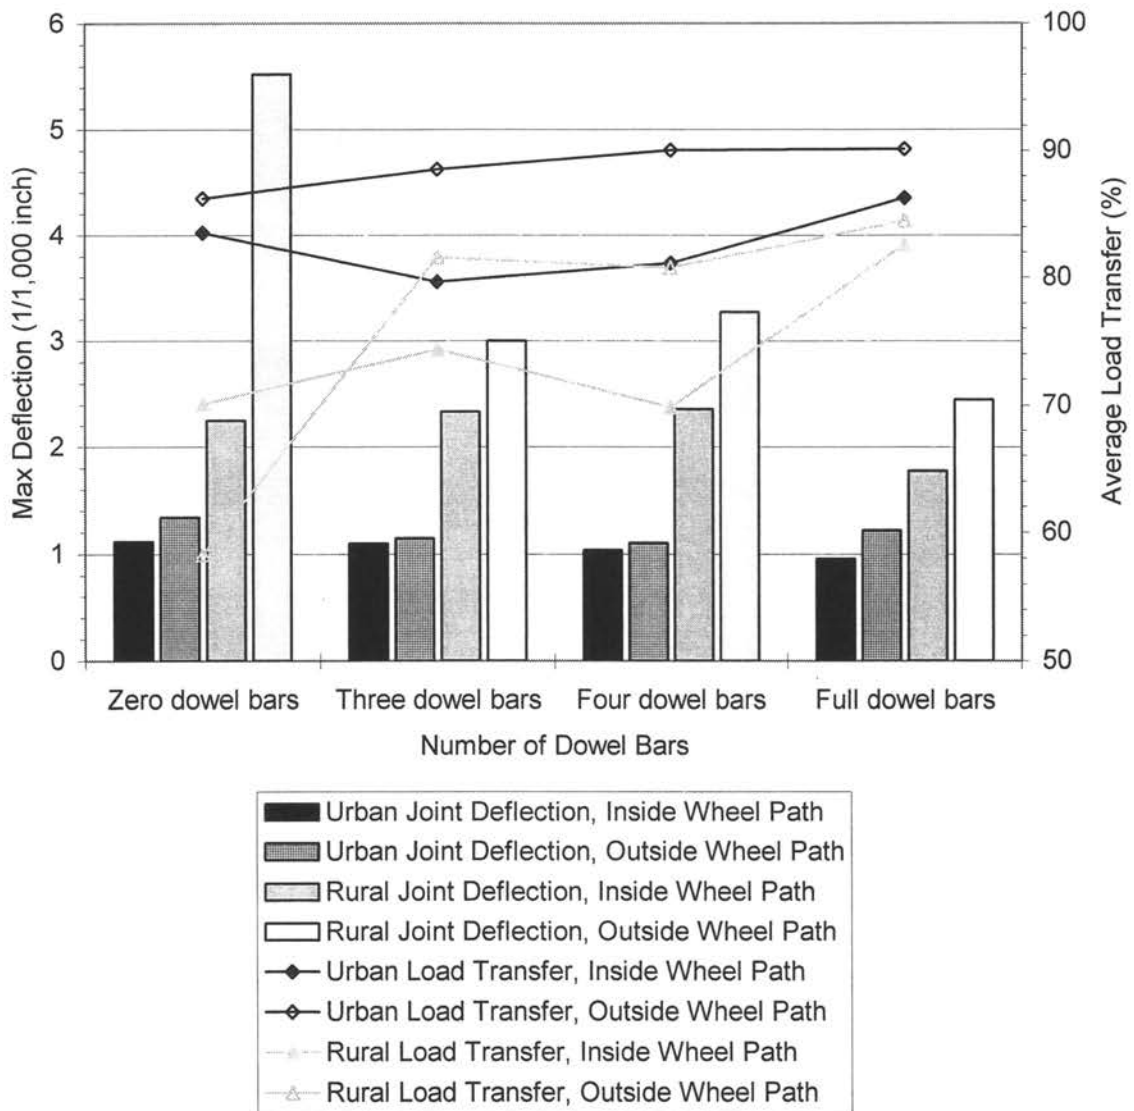 6
5
4
3
2
1
0
Max Deflection (1/1,000 inch)
100
90
80
70
60
50
Average Load Transfer (%)
Zero dowel bars Three dowel bars Four dowel bars Full dowel bars
Number of Dowel Bars
Urban Joint Deflection, Inside Wheel Path
Urban Joint Deflection, Outside Wheel Path
Rural Joint Deflection, Inside Wheel Path
Rural Joint Deflection, Outside Wheel Path
Urban Load Transfer, Inside Wheel Path
Urban Load Transfer, Outside Wheel Path
Rural Load Transfer, Inside Wheel Path
Rural Load Transfer, Outside Wheel Path